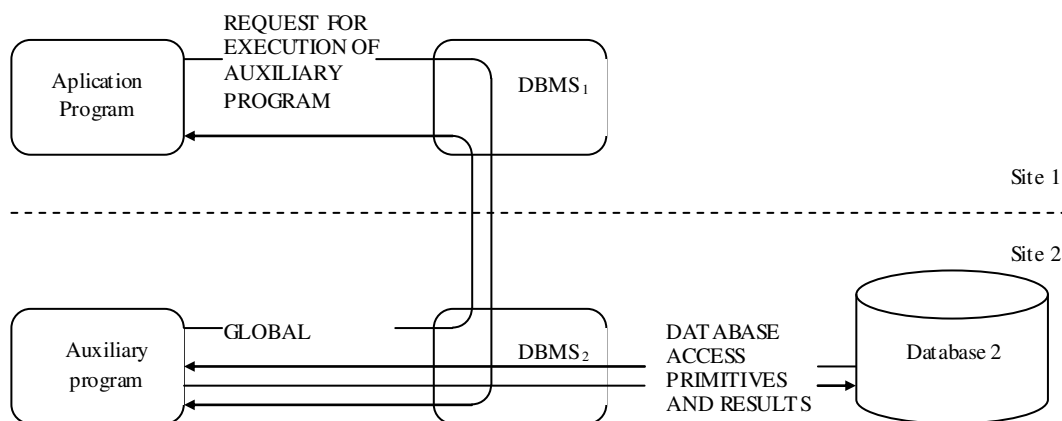 REQUEST FOR
EXECUTION OF
AUXILIARY
PROGRAM
Aplication
Program
DBMS₁
Site 1
Site 2
GLOBAL
Auxiliary
program
DBMS₂
DATABASE
ACCESS
PRIMITIVES
AND RESULTS
Database 2